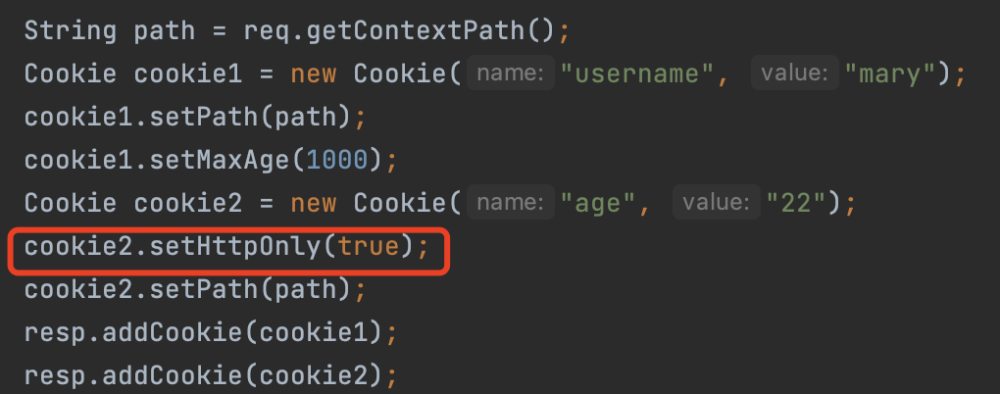 String path = req.getContextPath();
Cookie cookie1 = new Cookie( name: "username", value: "mary");
cookie1.setPath(path);
cookie1.setMaxAge(1000);
Cookie cookie2 = new Cookie( name: "age", value: "22");
cookie2.setHttpOnly(true);
cookie2.setPath(path);
resp.addCookie(cookie1);
resp.addCookie(cookie2);